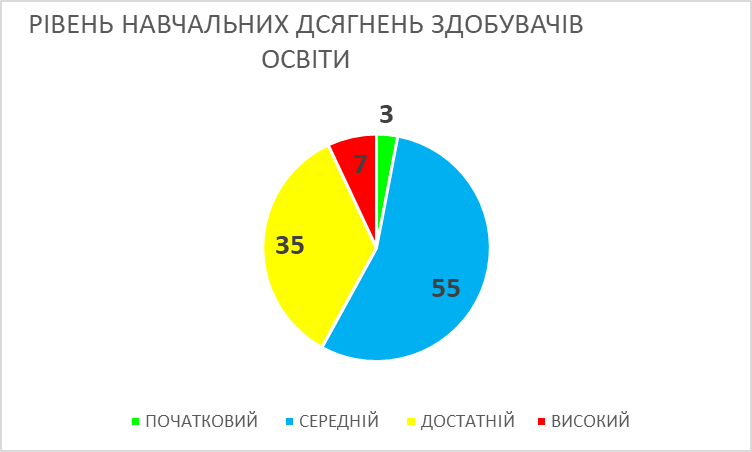 РІВЕНЬ НАВЧАЛЬНИХ ДСЯГНЕНЬ ЗДОБУВАЧІВ
ОСВІТИ
3
7
35
55
ПОЧАТКОВИЙ СЕРЕДНІЙ ДОСТАТНІЙ ВИСОКИЙ